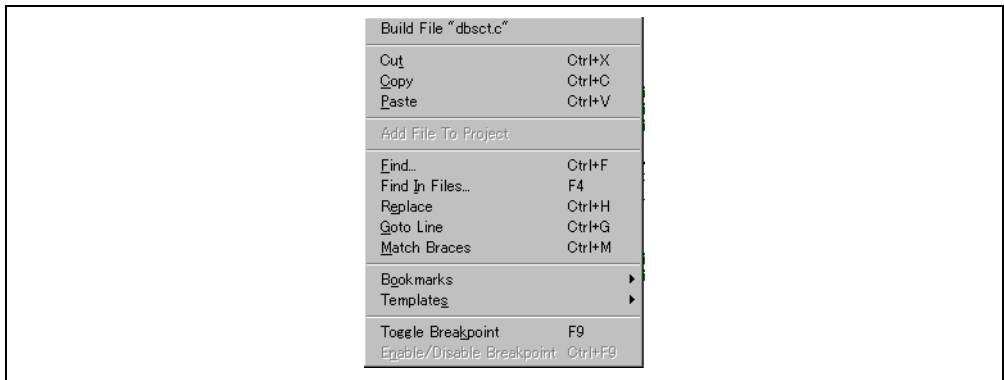 Build File "dbsct.c"
Cut Ctrl+X
Copy Ctrl+C
Paste Ctrl+V
Add File To Project
Find... Ctrl+F
Find In Files... F4
Replace Ctrl+H
Goto Line Ctrl+G
Match Braces Ctrl+M
Bookmarks
Templates
Toggle Breakpoint F9
Enable/Disable Breakpoint Ctrl+F9